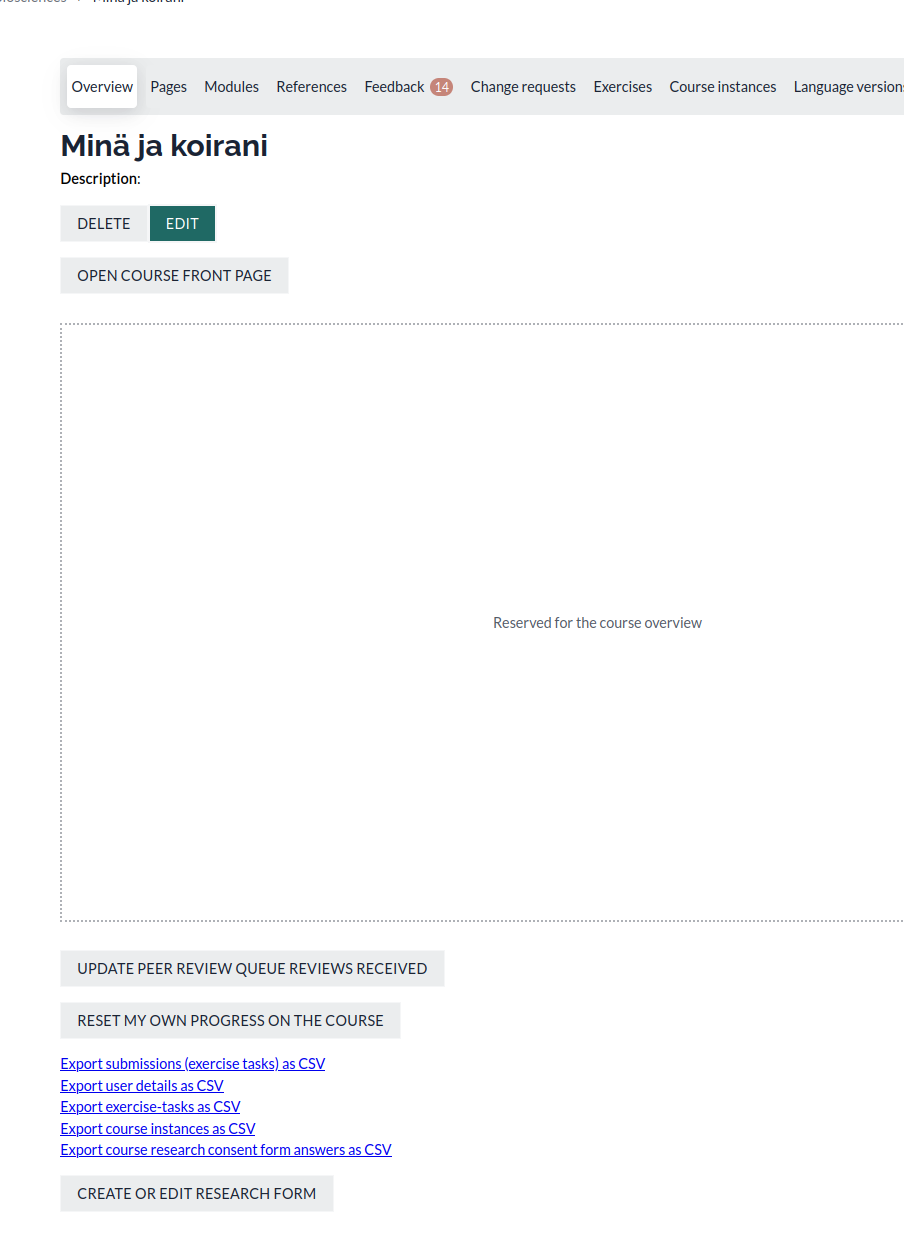 Minä ja koirani
Overview Pages Modules References Feedback 14 Change requests Exercises Course instances Language versions
Minä ja koirani
Description:
DELETE EDIT
OPEN COURSE FRONT PAGE
Reserved for the course overview
UPDATE PEER REVIEW QUEUE REVIEWS RECEIVED
RESET MY OWN PROGRESS ON THE COURSE
Export submissions (exercise tasks) as CSV
Export user details as CSV
Export exercise-tasks as CSV
Export course instances as CSV
Export course research consent form answers as CSV
CREATE OR EDIT RESEARCH FORM